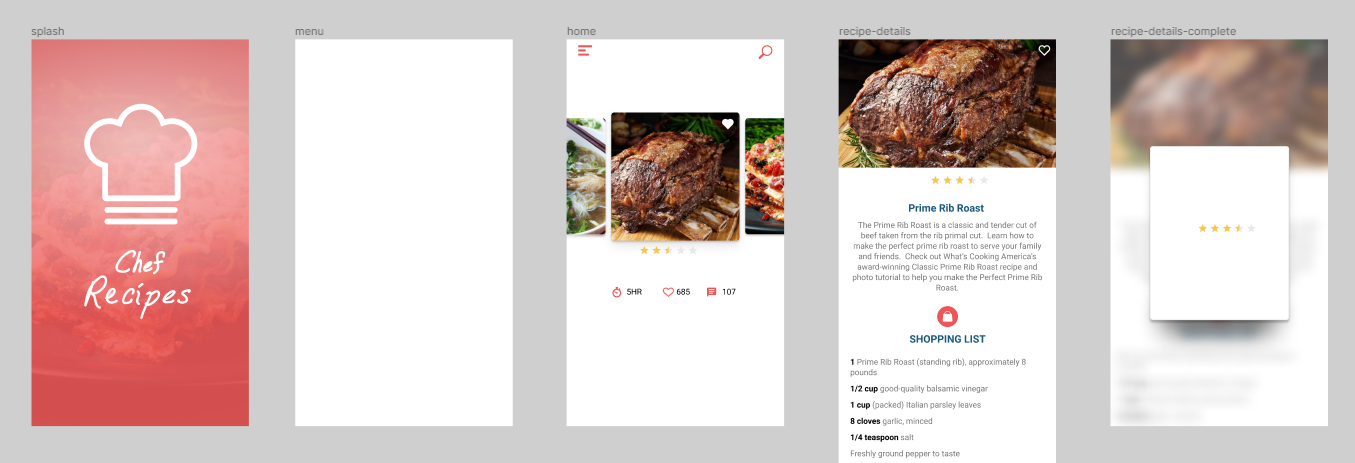 splash
menu
home
recipe-details
recipe-details-complete
Chef
Recipes
5HR
685
107
Prime Rib Roast
The Prime Rib Roast is a classic and tender cut of
beef taken from the rib primal cut. Learn how to
make the perfect prime rib roast to serve your family
and friends. Check out What's Cooking America's
award-winning Classic Prime Rib Roast recipe and
photo tutorial to help you make the Perfect Prime Rib
Roast.
SHOPPING LIST
1 Prime Rib Roast (standing rib), approximately 8
pounds
1/2 cup good-quality balsamic vinegar
1 cup (packed) Italian parsley leaves
8 cloves garlic, minced
1/4 teaspoon salt
Freshly ground pepper to taste